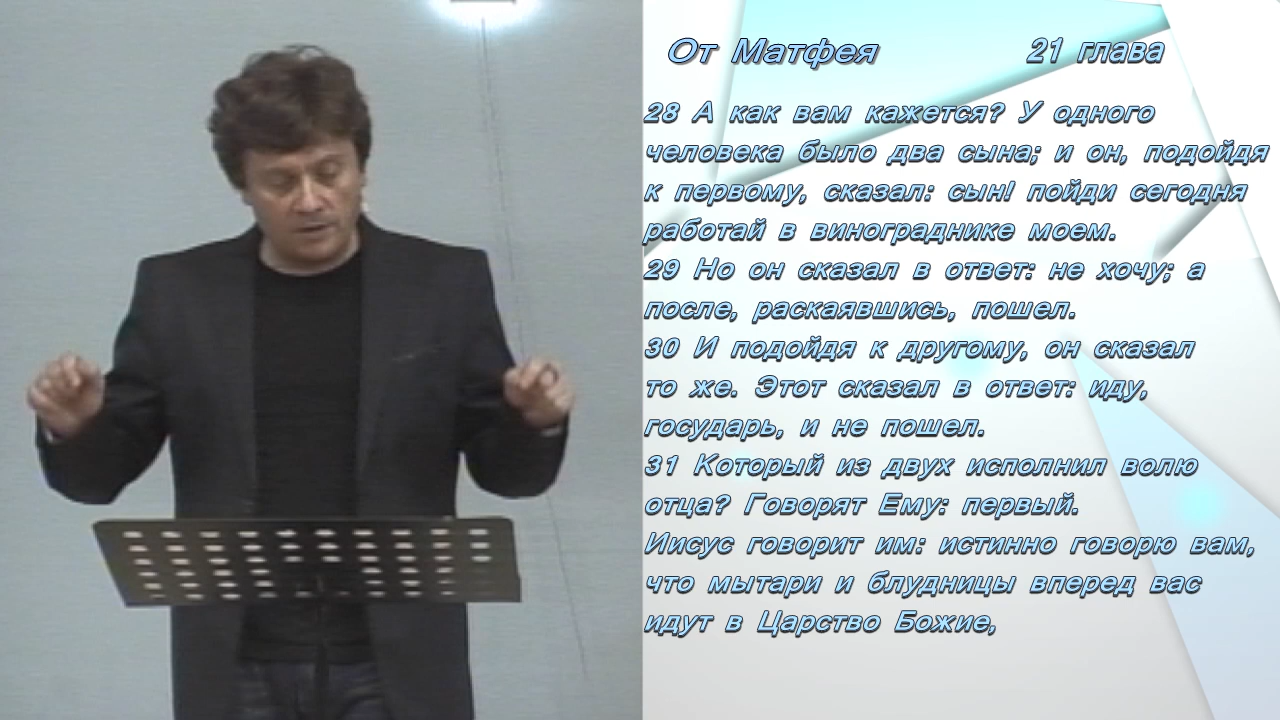 От Матфея 21 глава
28 А как вам кажется? У одного
человека было два сына; и он, подойдя
к первому, сказал: сын! пойди сегодня
работай в винограднике моем.
29 Но он сказал в ответ: не хочу; а
после, раскаявшись, пошел.
30 И подойдя к другому, он сказал
то же. Этот сказал в ответ: иду,
государь, и не пошел.
31 Который из двух исполнил волю
отца? Говорят Ему: первый.
Иисус говорит им: истинно говорю вам,
что мытари и блудницы вперед вас
идут в Царство Божие,